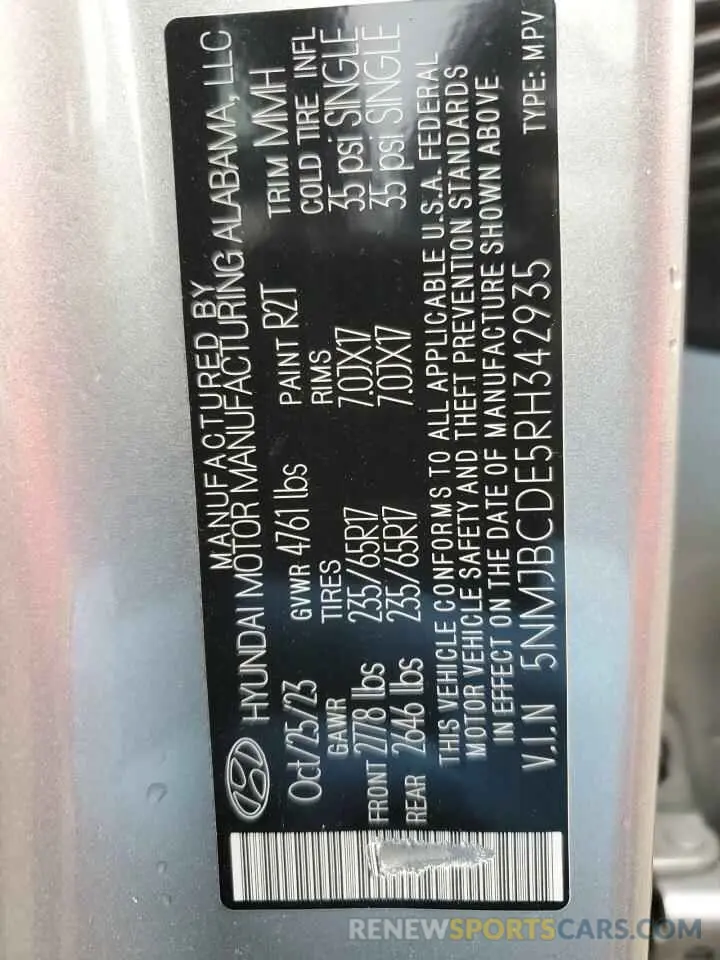 MANUFACTURED BY
HYUNDAI MOTOR MANUFACTURING ALABAMA, LLC
Oct/25/23 GVWR 4761 lbs PAINT R2T TRIM MMH
GAWR TIRES RIMS COLD TIRE INFL
FRONT 2778 lbs 235/65R17 7.0JX17 35 psi SINGLE
REAR 2646 lbs 235/65R17 7.0JX17 35 psi SINGLE
THIS VEHICLE CONFORMS TO ALL APPLICABLE U.S.A. FEDERAL
MOTOR VEHICLE SAFETY AND THEFT PREVENTION STANDARDS
IN EFFECT ON THE DATE OF MANUFACTURE SHOWN ABOVE
V.I.N 5NMJBCDE5RH342935 TYPE: MPV
RENEWSPORTSCARS.COM